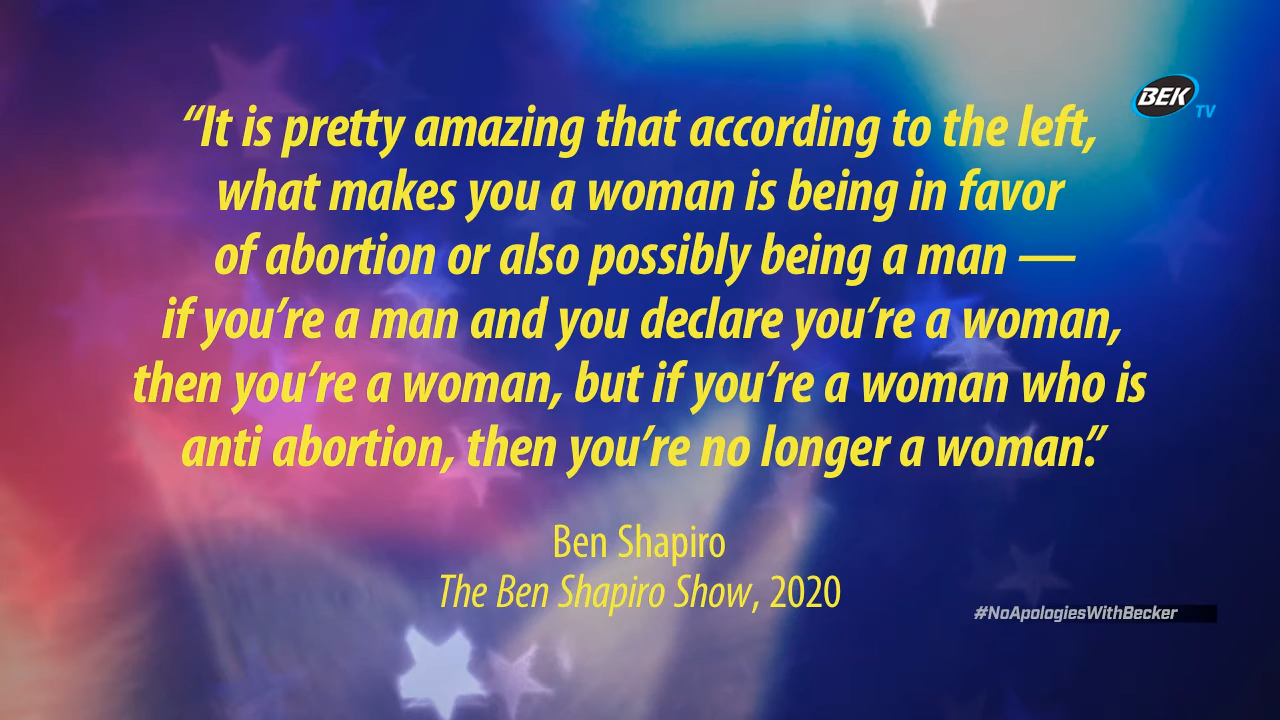 BEK TV
“It is pretty amazing that according to the left,
what makes you a woman is being in favor
of abortion or also possibly being a man —
if you’re a man and you declare you’re a woman,
then you’re a woman, but if you’re a woman who is
anti abortion, then you’re no longer a woman.”
Ben Shapiro
The Ben Shapiro Show, 2020
#NoApologiesWithBecker